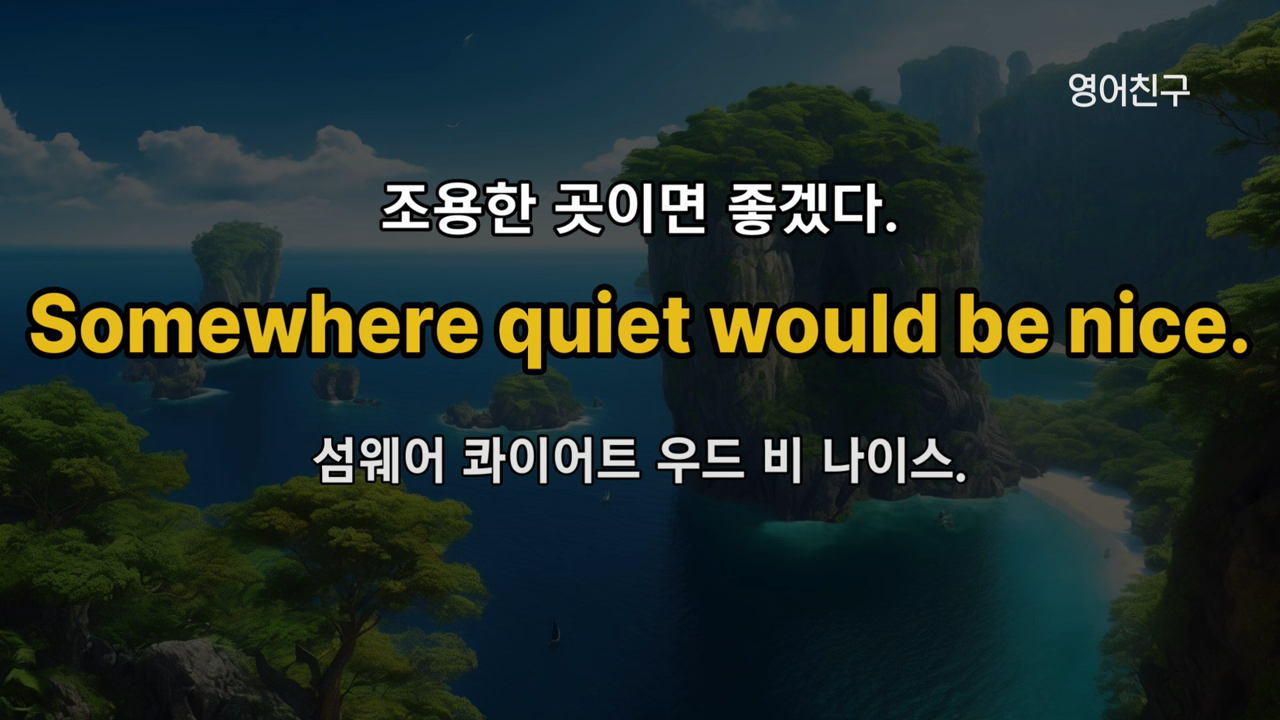 영어친구
조용한 곳이면 좋겠다.
Somewhere quiet would be nice.
섬웨어 콰이어트 우드 비 나이스.